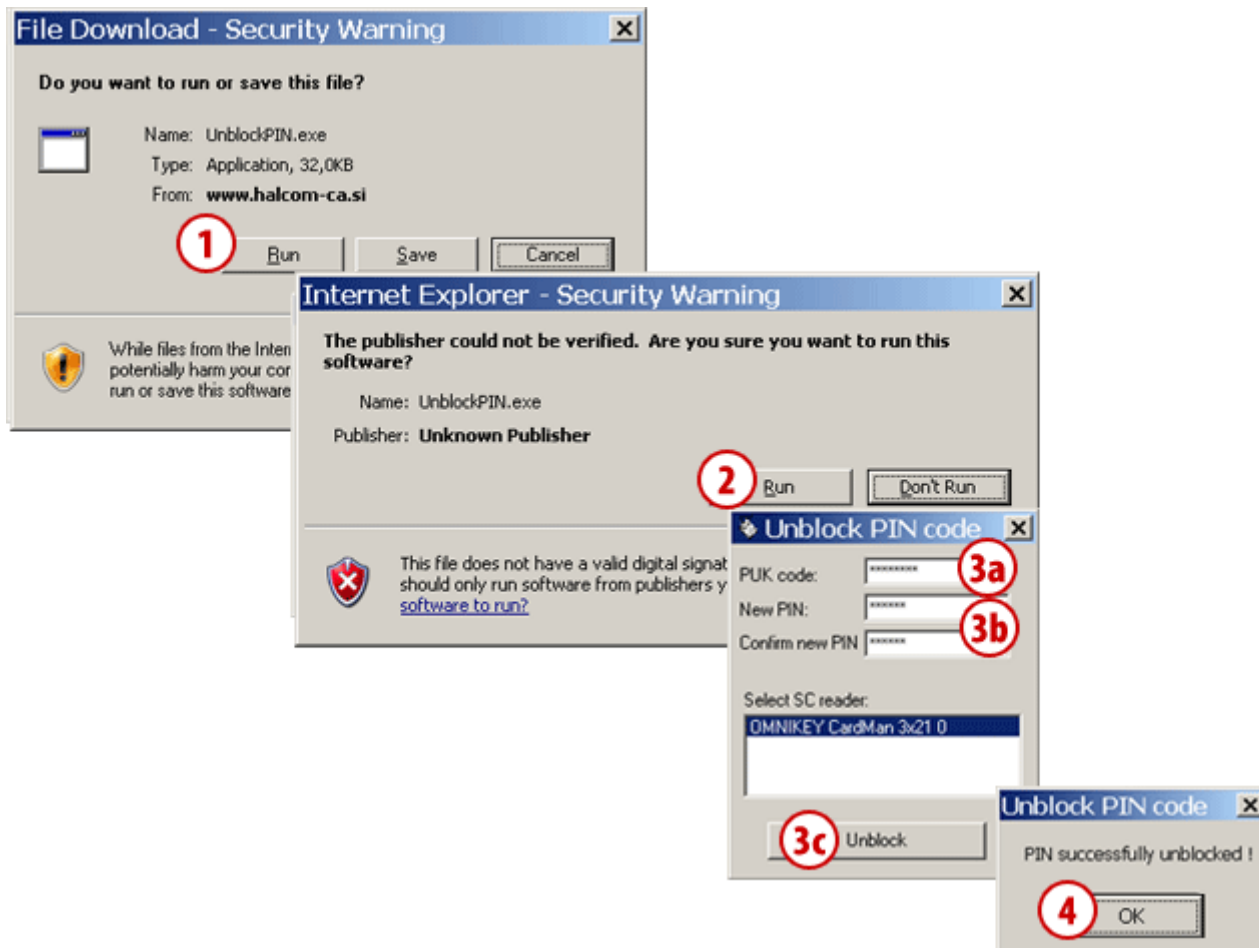 File Download - Security Warning
Do you want to run or save this file?
Name: UnblockPIN.exe
Type: Application, 32,0KB
From: www.halcom-ca.si
1
Run Save Cancel
While files from the Inter
potentially harm your co
run or save this software
Internet Explorer - Security Warning
The publisher could not be verified. Are you sure you want to run this
software?
Name: UnblockPIN.exe
Publisher: Unknown Publisher
2
Run Don't Run
This file does not have a valid digital signat
should only run software from publishers y
software to run?
Unblock PIN code
PUK code: ******** 3a
New PIN: ******
3b
Confirm new PIN ******
Select SC reader:
OMNIKEY CardMan 3x21 0
3c Unblock
Unblock PIN code
PIN successfully unblocked !
4 OK